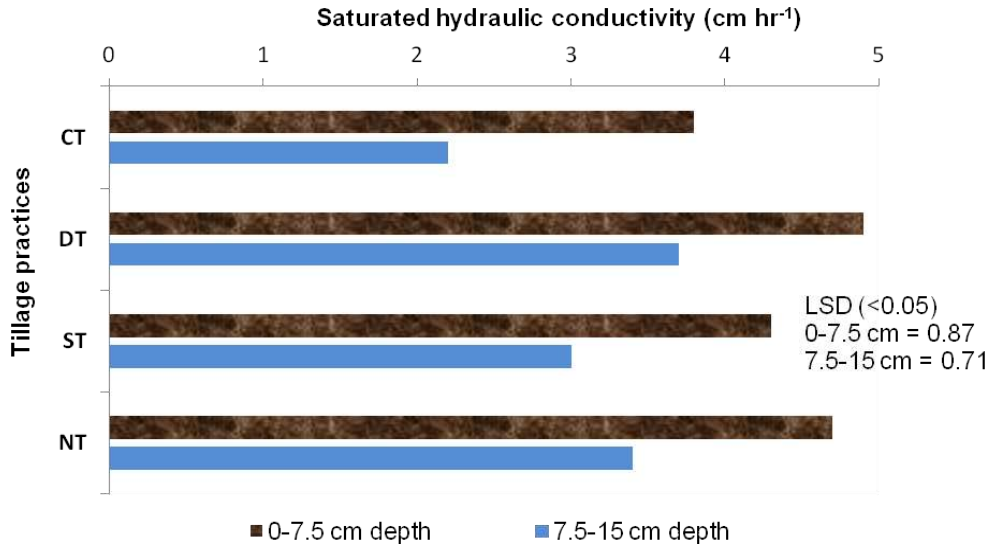 Saturated hydraulic conductivity (cm hr-1)
0 1 2 3 4 5
Tillage practices
CT
DT
ST
NT
LSD (<0.05)
0-7.5 cm = 0.87
7.5-15 cm = 0.71
0-7.5 cm depth 7.5-15 cm depth